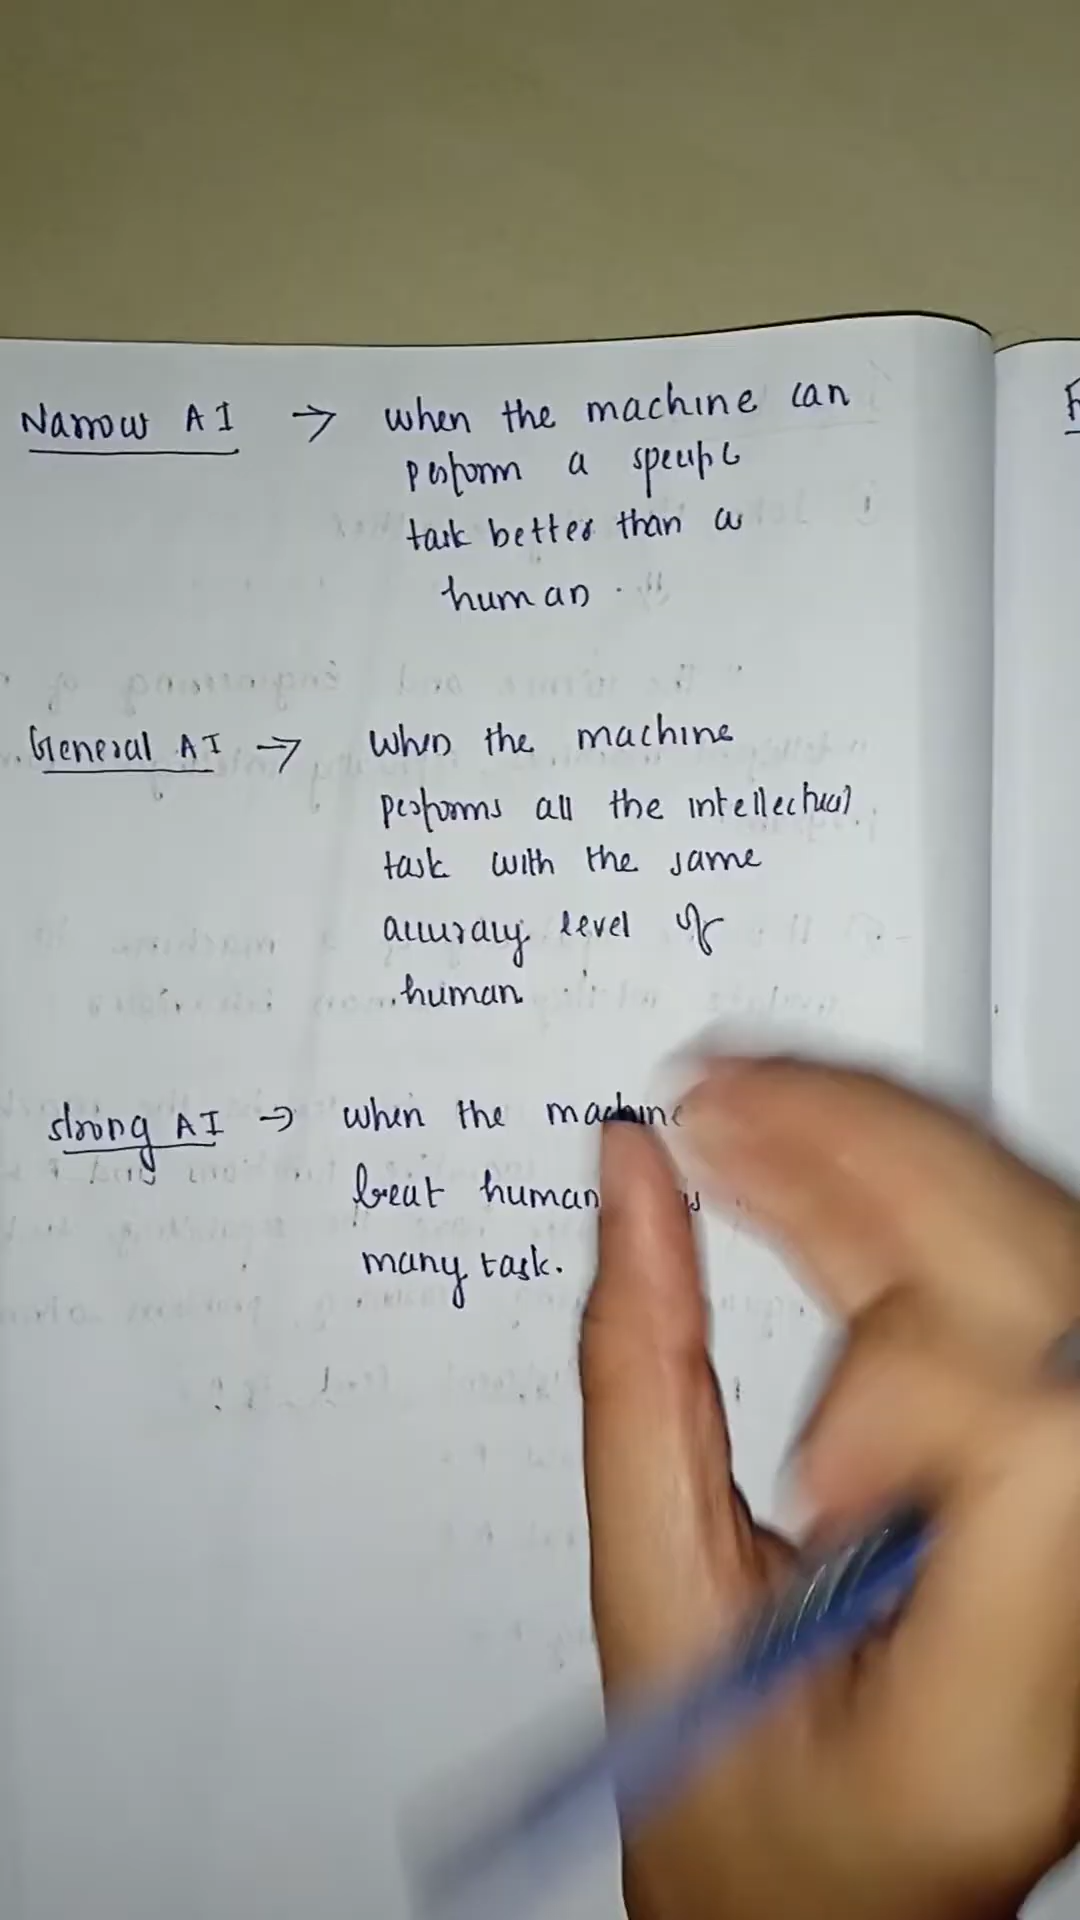 Narrow AI → when the machine can
perform a specific
task better than a
human.
General AI → when the machine
performs all the intellectual
task with the same
accuracy level of
human.
strong AI → when the machine
beat human
many task.